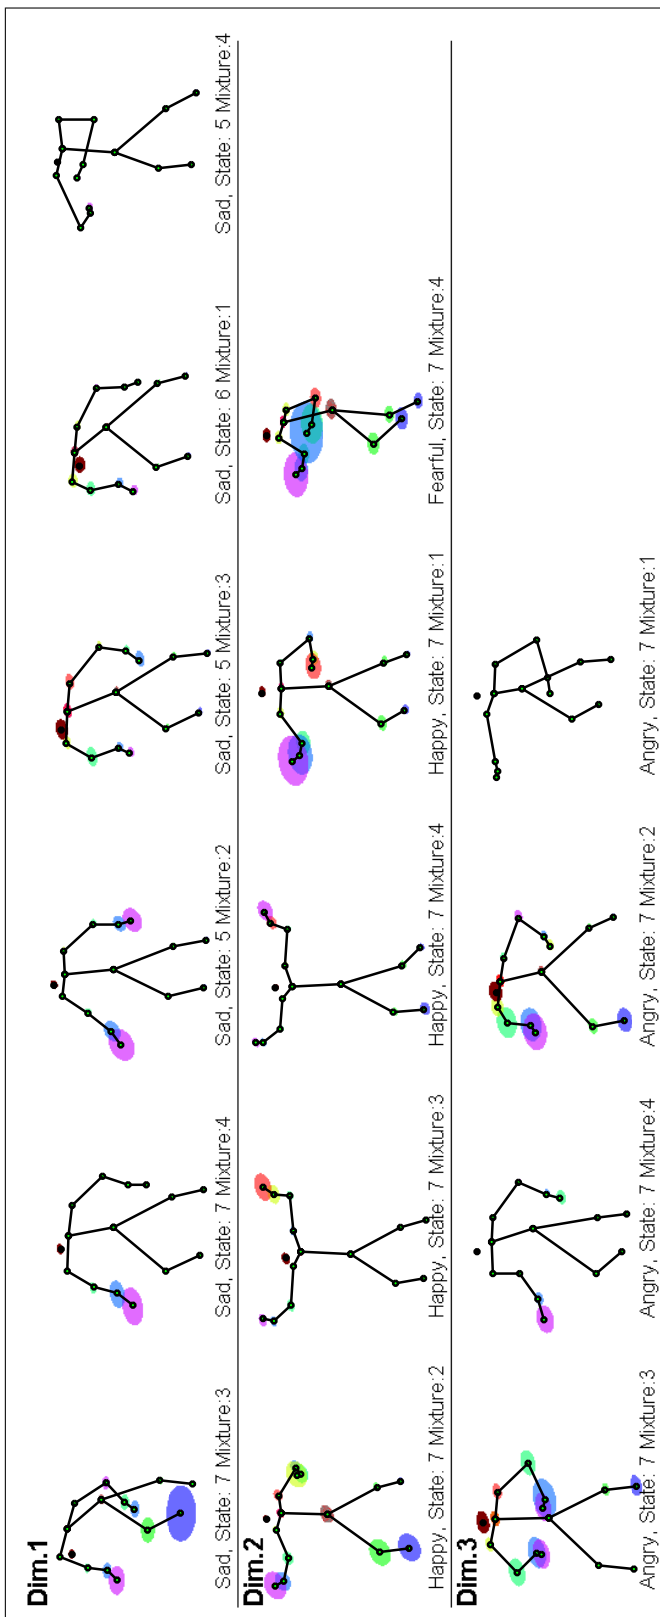 Dim.1
Sad, State: 7 Mixture:3
Sad, State: 7 Mixture:4
Sad, State: 5 Mixture:2
Sad, State: 5 Mixture:3
Sad, State: 6 Mixture:1
Sad, State: 5 Mixture:4
Dim.2
Happy, State: 7 Mixture:2
Happy, State: 7 Mixture:3
Happy, State: 7 Mixture:4
Happy, State: 7 Mixture:1
Fearful, State: 7 Mixture:4
Dim.3
Angry, State: 7 Mixture:3
Angry, State: 7 Mixture:4
Angry, State: 7 Mixture:2
Angry, State: 7 Mixture:1